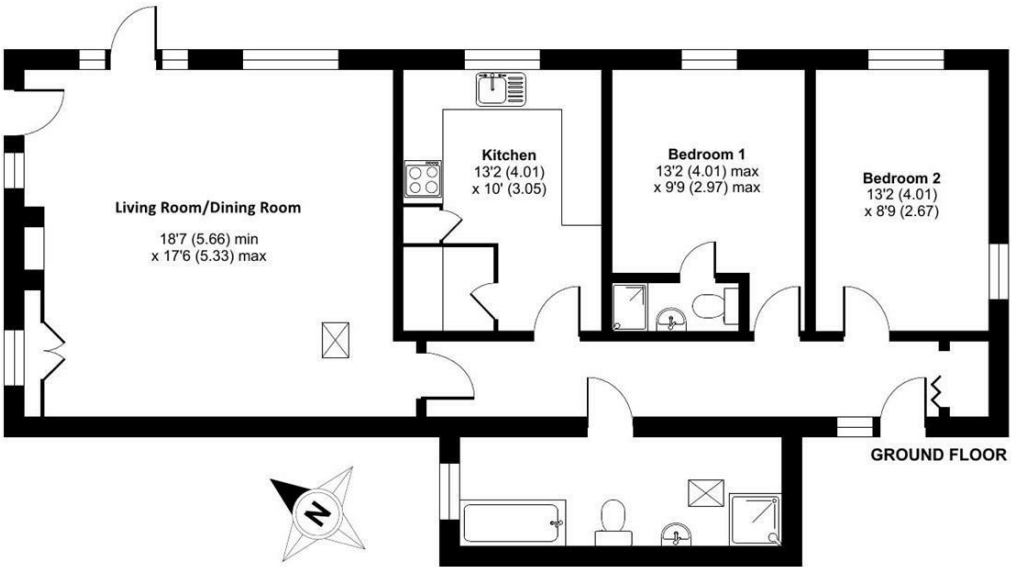 Living Room/Dining Room
18'7 (5.66) min
x 17'6 (5.33) max
Kitchen
13'2 (4.01)
x 10' (3.05)
Bedroom 1
13'2 (4.01) max
x 9'9 (2.97) max
Bedroom 2
13'2 (4.01)
x 8'9 (2.67)
GROUND FLOOR
N